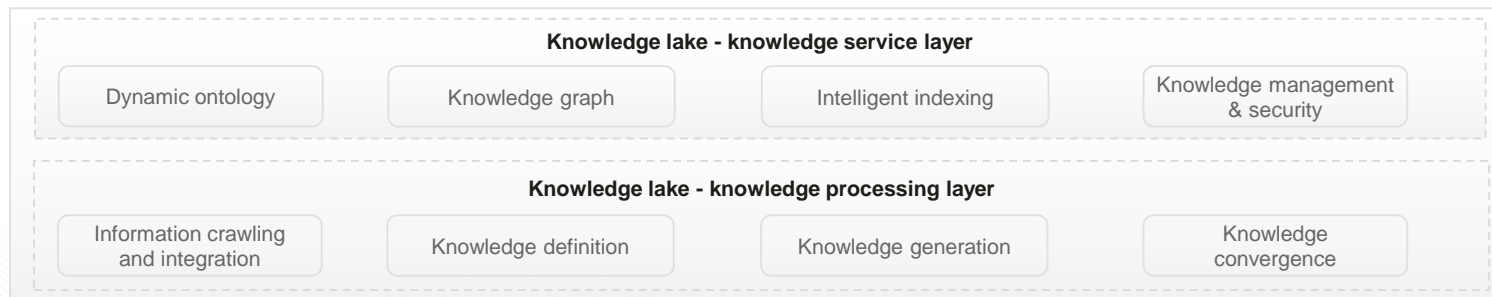 Knowledge lake - knowledge service layer
Dynamic ontology
Knowledge graph
Intelligent indexing
Knowledge management
& security
Knowledge lake - knowledge processing layer
Information crawling
and integration
Knowledge definition
Knowledge generation
Knowledge
convergence